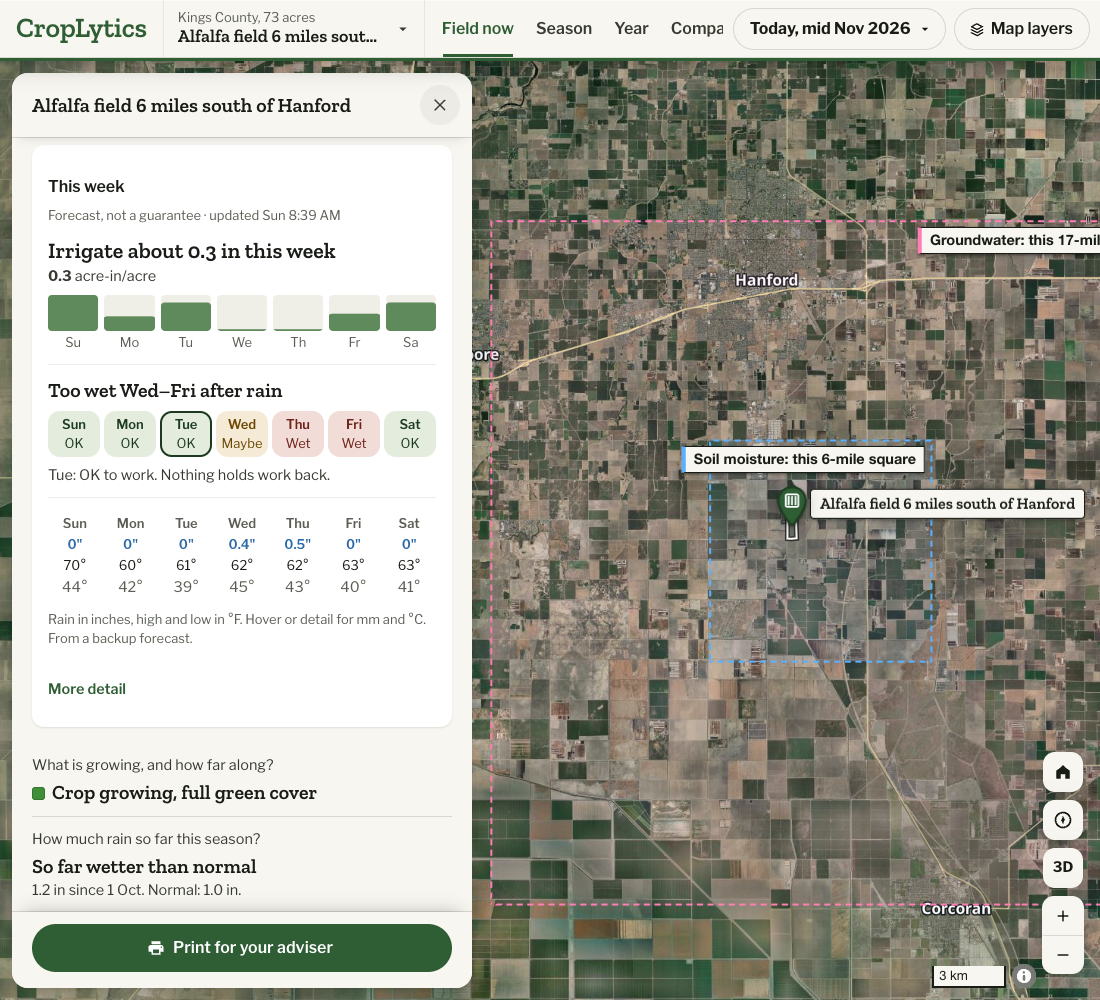 CropLytics
Kings County, 73 acres
Alfalfa field 6 miles sout...
Field now
Season
Year
Compa
Today, mid Nov 2026
Map layers
Alfalfa field 6 miles south of Hanford
This week
Forecast, not a guarantee · updated Sun 8:39 AM
Irrigate about 0.3 in this week
0.3 acre-in/acre
Su Mo Tu We Th Fr Sa
Too wet Wed–Fri after rain
Sun Mon Tue Wed Thu Fri Sat
OK OK OK Maybe Wet Wet OK
Tue: OK to work. Nothing holds work back.
Sun Mon Tue Wed Thu Fri Sat
0" 0" 0" 0.4" 0.5" 0" 0"
70° 60° 61° 62° 62° 63° 63°
44° 42° 39° 45° 43° 40° 41°
Rain in inches, high and low in °F. Hover or detail for mm and °C.
From a backup forecast.
More detail
What is growing, and how far along?
Crop growing, full green cover
How much rain so far this season?
So far wetter than normal
1.2 in since 1 Oct. Normal: 1.0 in.
Print for your adviser
Groundwater: this 17-mil
Hanford
ore
Soil moisture: this 6-mile square
Alfalfa field 6 miles south of Hanford
3D
Corcoran
3 km